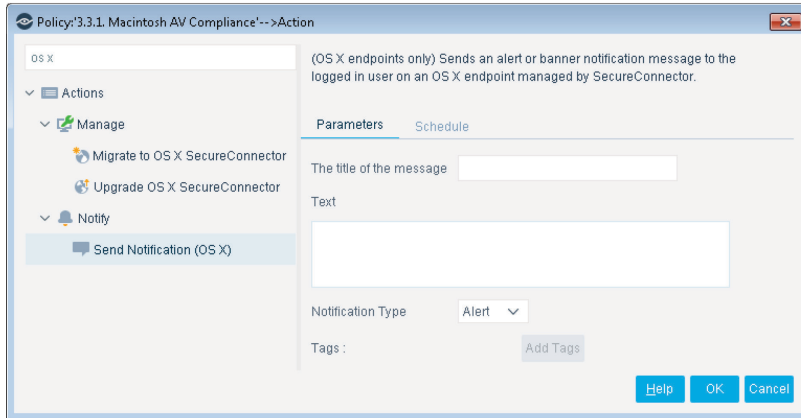 Policy:'3.3.1. Macintosh AV Compliance'-->Action
os x
Actions
Manage
Migrate to OS X SecureConnector
Upgrade OS X SecureConnector
Notify
Send Notification (OS X)
(OS X endpoints only) Sends an alert or banner notification message to the
logged in user on an OS X endpoint managed by SecureConnector.
Parameters Schedule
The title of the message
Text
Notification Type Alert
Tags : Add Tags
Help OK Cancel